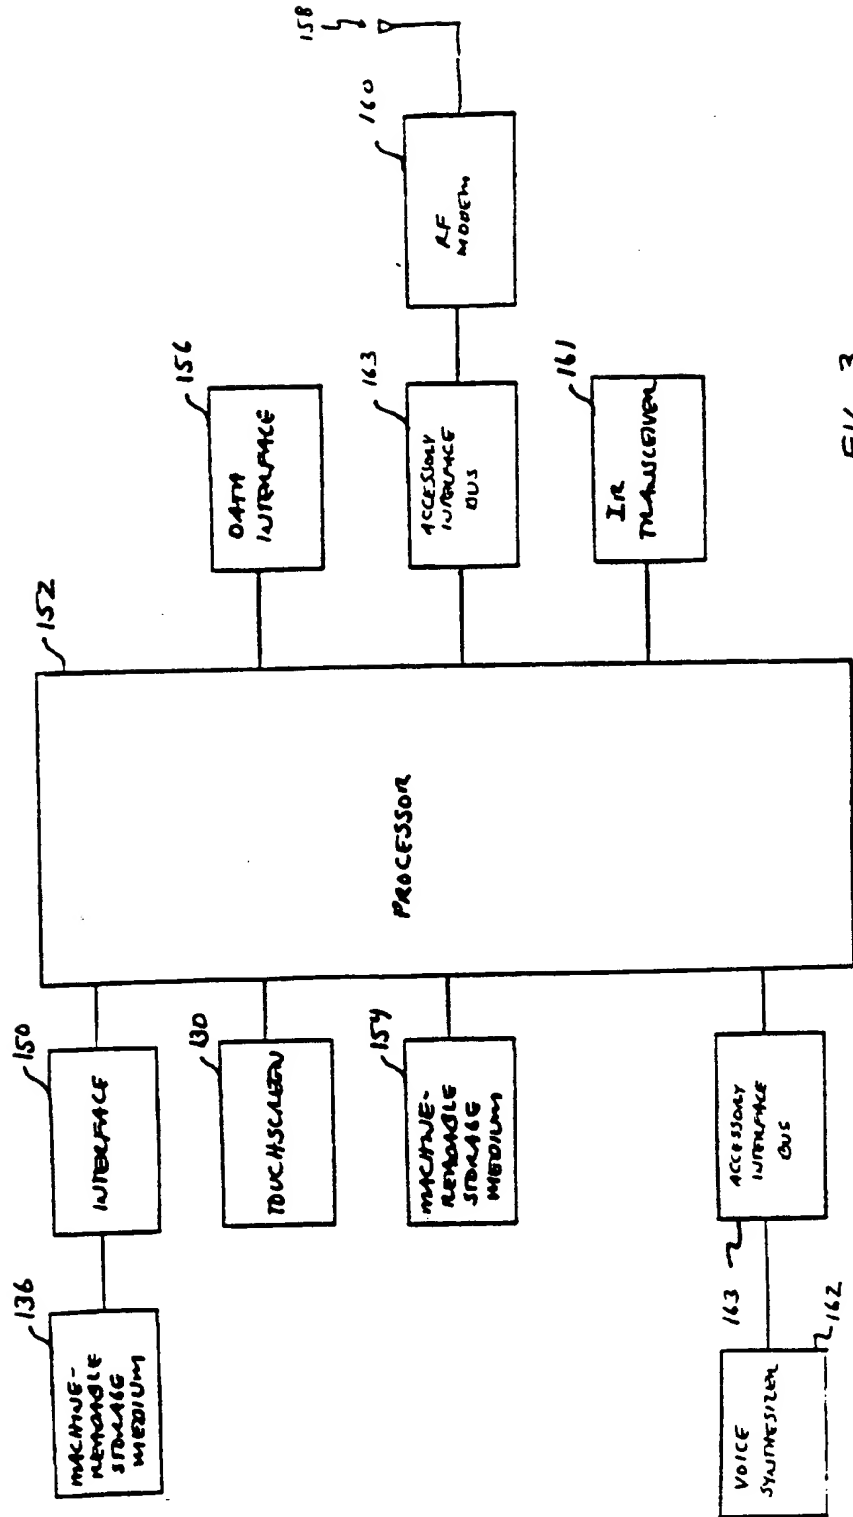 136
MACHINE-
READABLE
STORAGE
MEDIUM
150
INTERFACE
130
TOUCHSCREEN
154
MACHINE-
READABLE
STORAGE
MEDIUM
163
ACCESSORY
INTERFACE
BUS
162
VOICE
SYNTHESIZER
152
PROCESSOR
156
DATA
INTERFACE
163
ACCESSORY
INTERFACE
BUS
160
RF
MODEM
158
161
IR
TRANSCEIVER